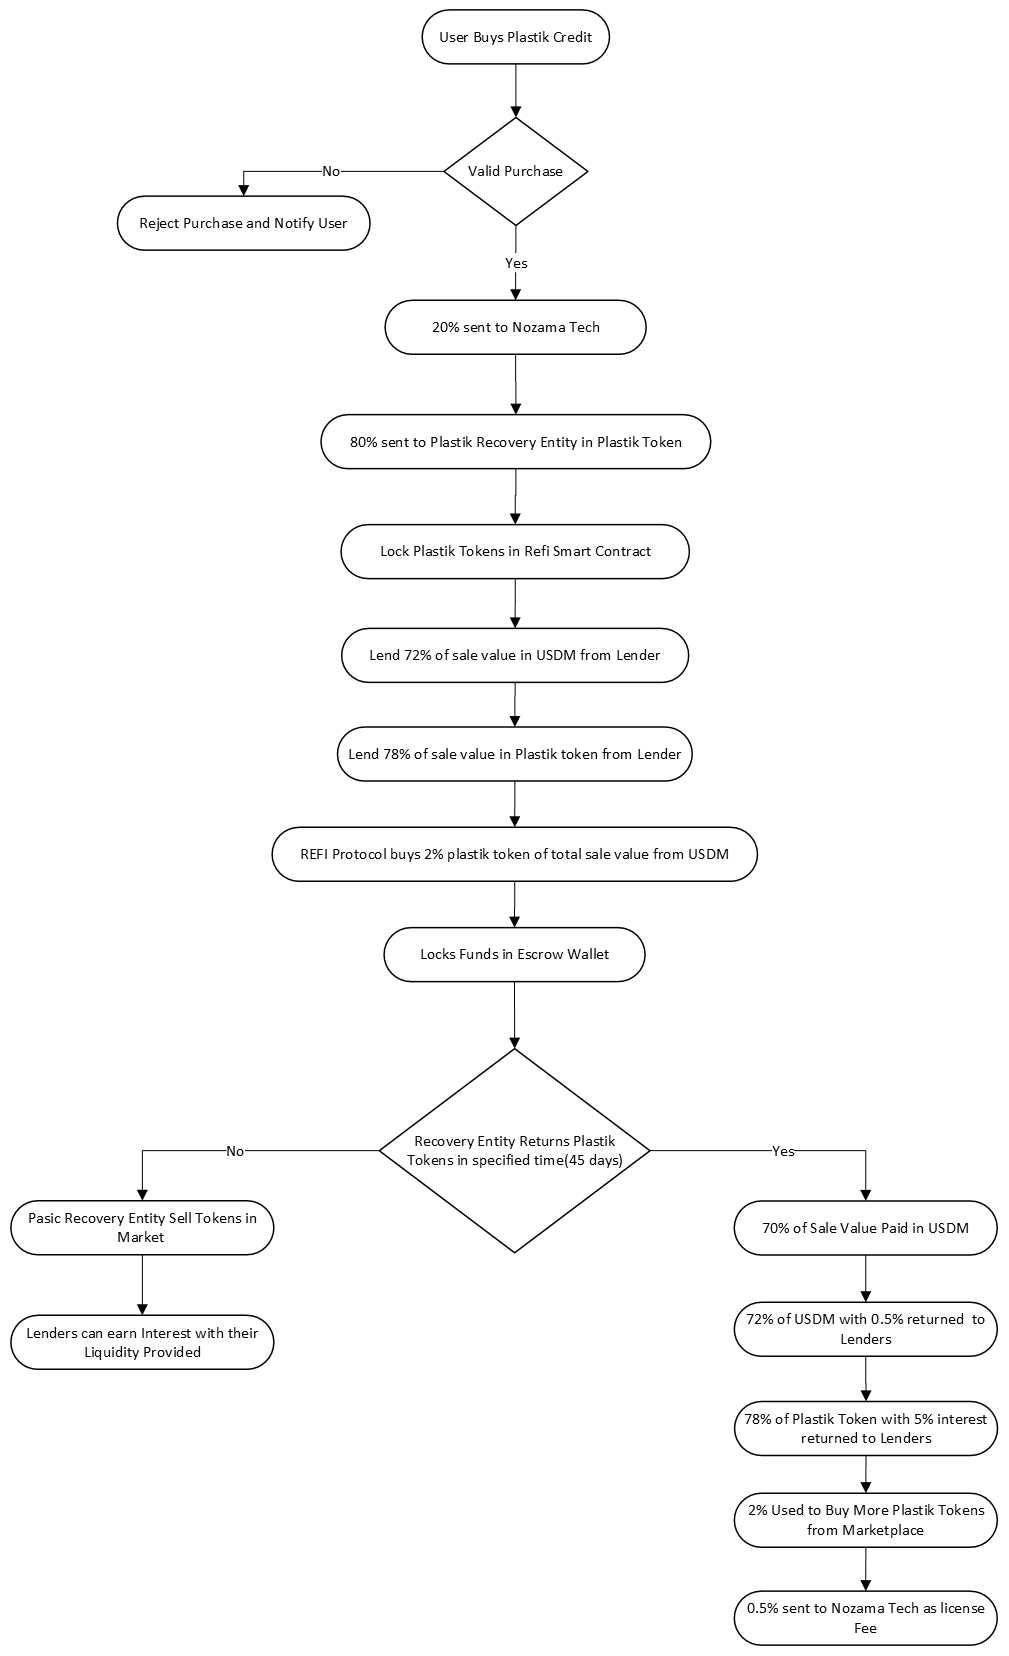 User Buys Plastik Credit
Valid Purchase
No
Reject Purchase and Notify User
Yes
20% sent to Nozama Tech
80% sent to Plastik Recovery Entity in Plastik Token
Lock Plastik Tokens in Refi Smart Contract
Lend 72% of sale value in USDM from Lender
Lend 78% of sale value in Plastik token from Lender
REFI Protocol buys 2% plastik token of total sale value from USDM
Locks Funds in Escrow Wallet
Recovery Entity Returns Plastik
Tokens in specified time(45 days)
No
Pasic Recovery Entity Sell Tokens in
Market
Lenders can earn Interest with their
Liquidity Provided
Yes
70% of Sale Value Paid in USDM
72% of USDM with 0.5% returned  to
Lenders
78% of Plastik Token with 5% interest
returned to Lenders
2% Used to Buy More Plastik Tokens
from Marketplace
0.5% sent to Nozama Tech as license
Fee